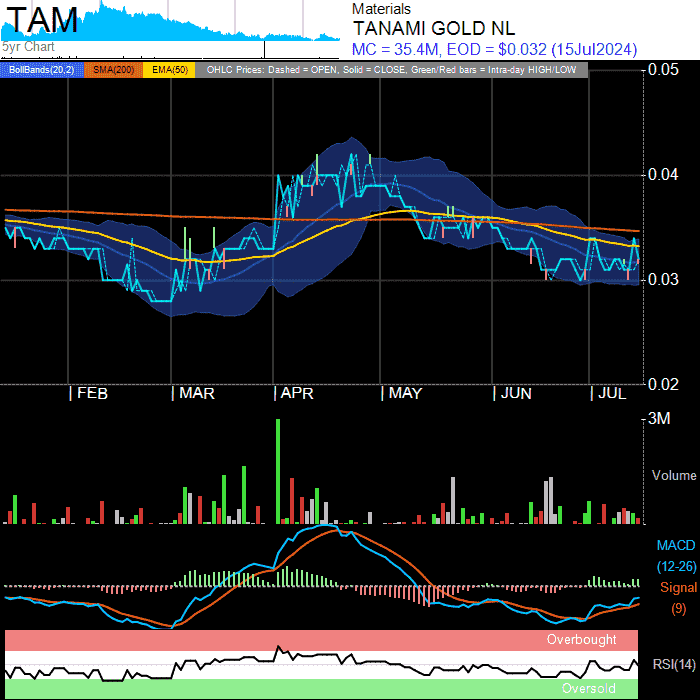 TAM
5yr Chart
Materials
TANAMI GOLD NL
MC = 35.4M, EOD = $0.032 (15Jul2024)
BollBands(20,2) SMA(200) EMA(50) OHLC Prices: Dashed = OPEN, Solid = CLOSE, Green/Red bars = Intra-day HIGH/LOW
0.05
0.04
0.03
0.02
FEB MAR APR MAY JUN JUL
3M
Volume
MACD
(12-26)
Signal
(9)
Overbought
RSI(14)
Oversold